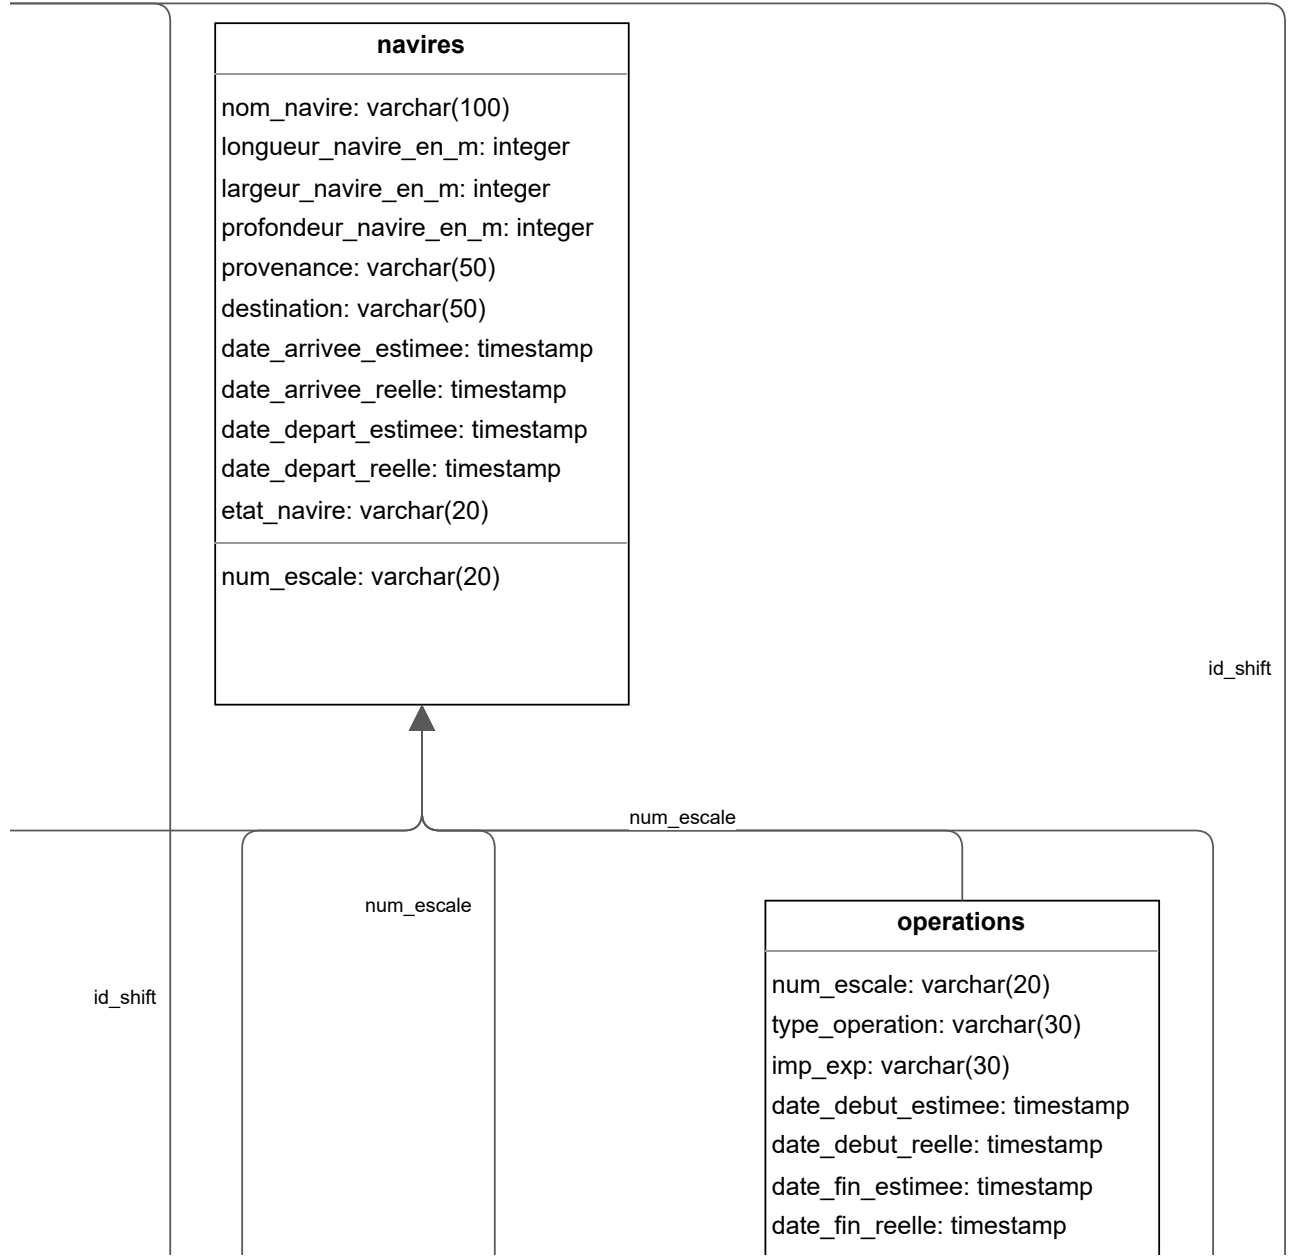 navires
nom_navire: varchar(100)
longueur_navire_en_m: integer
largeur_navire_en_m: integer
profondeur_navire_en_m: integer
provenance: varchar(50)
destination: varchar(50)
date_arrivee_estimee: timestamp
date_arrivee_reelle: timestamp
date_depart_estimee: timestamp
date_depart_reelle: timestamp
etat_navire: varchar(20)
num_escale: varchar(20)
id_shift
num_escale
num_escale
id_shift
operations
num_escale: varchar(20)
type_operation: varchar(30)
imp_exp: varchar(30)
date_debut_estimee: timestamp
date_debut_reelle: timestamp
date_fin_estimee: timestamp
date_fin_reelle: timestamp